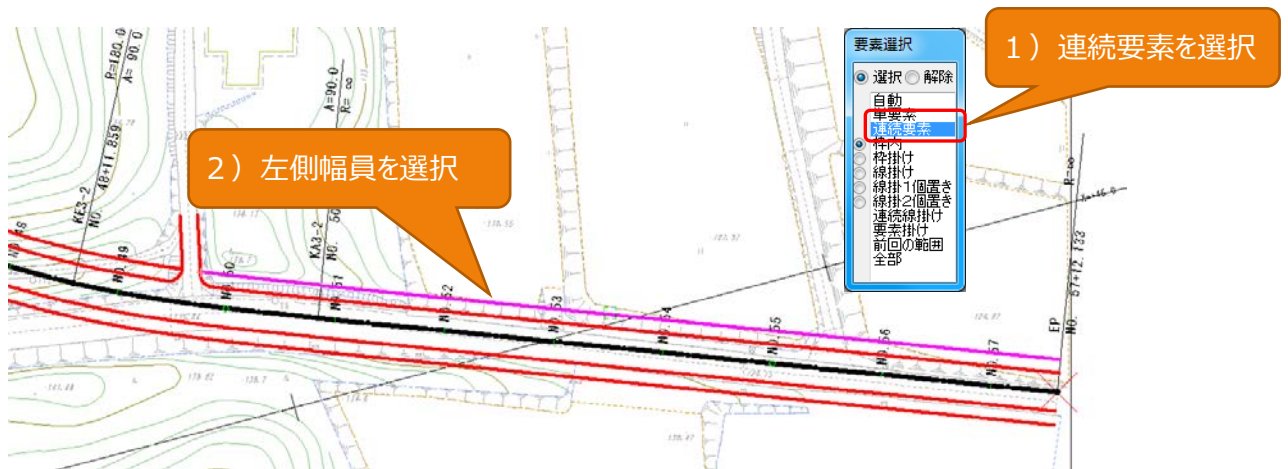 1）連続要素を選択
要素選択
選択 解除
自動
単要素
連続要素
枠内
枠掛け
線掛け
線掛1個置き
線掛2個置き
連続線掛け
要素掛け
前回の範囲
全部
2）左側幅員を選択
R=180.0
A= 90.0
KE3-2
NO. 48+11.859
A=90.0
R= ∞
KA3-2
NO. 50
R=∞
EP
NO. 57+12.133
NO.48
NO.49
NO.50
NO.51
NO.52
NO.53
NO.54
NO.55
NO.56
NO.57